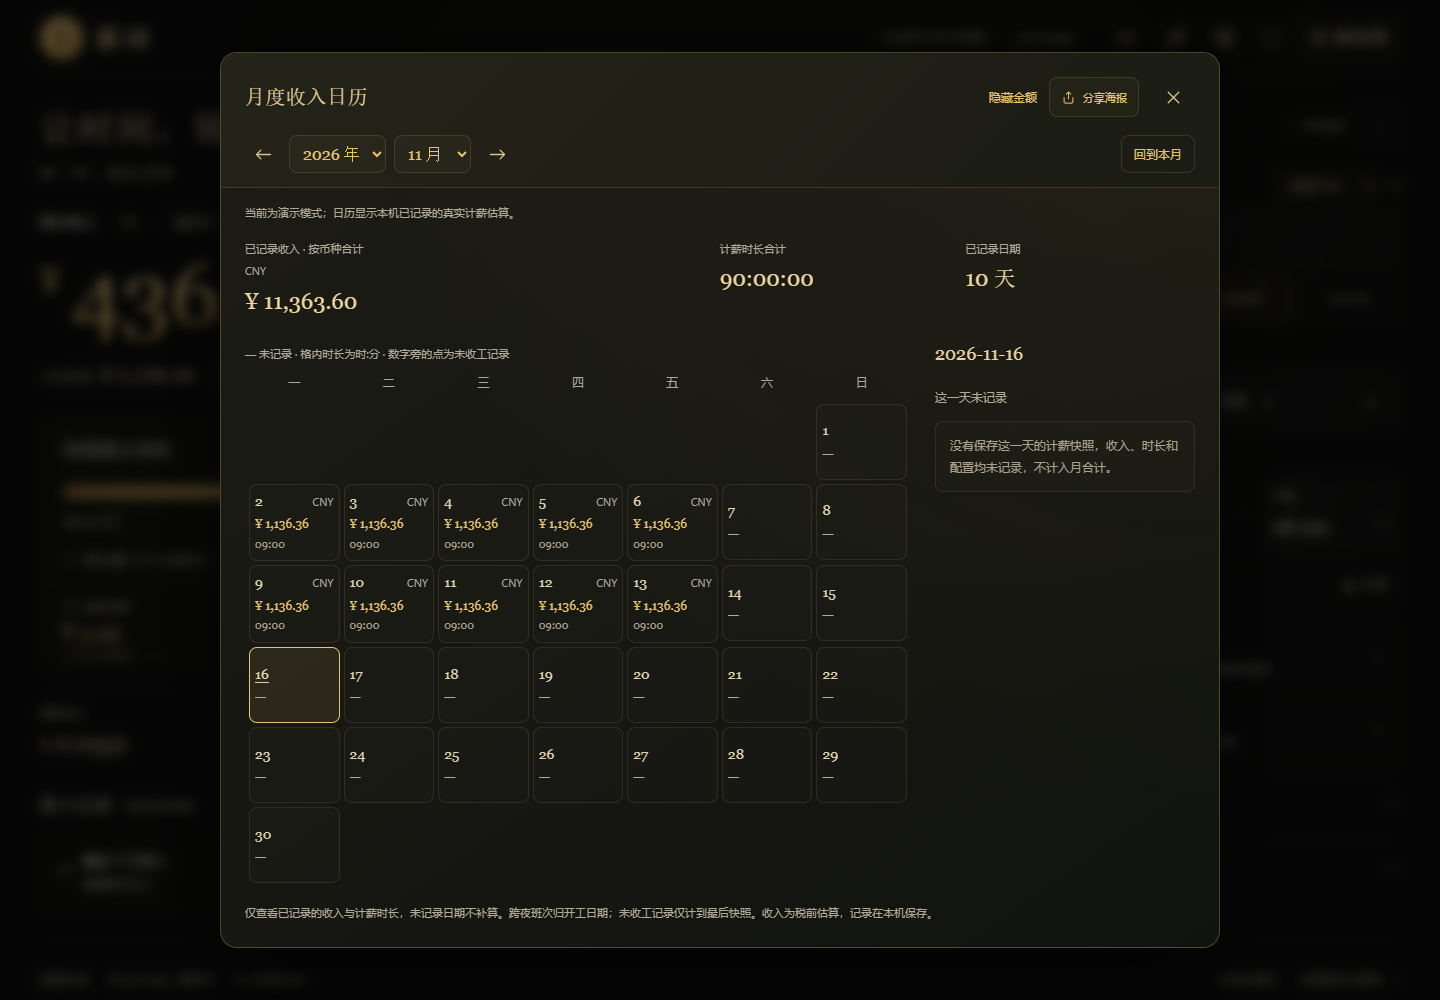 月度收入日历
隐藏金额 分享海报
2026 年 11 月 回到本月
当前为演示模式；日历显示本机已记录的真实计薪估算。
已记录收入 · 按币种合计 计薪时长合计 已记录日期
CNY
¥ 11,363.60 90:00:00 10 天
— 未记录 · 格内时长为时:分 · 数字旁的点为未收工记录
一 二 三 四 五 六 日
1
—
2 CNY 3 CNY 4 CNY 5 CNY 6 CNY 7 8
¥ 1,136.36 ¥ 1,136.36 ¥ 1,136.36 ¥ 1,136.36 ¥ 1,136.36 — —
09:00 09:00 09:00 09:00 09:00
9 CNY 10 CNY 11 CNY 12 CNY 13 CNY 14 15
¥ 1,136.36 ¥ 1,136.36 ¥ 1,136.36 ¥ 1,136.36 ¥ 1,136.36 — —
09:00 09:00 09:00 09:00 09:00
16 17 18 19 20 21 22
— — — — — — —
23 24 25 26 27 28 29
— — — — — — —
30
—
2026-11-16
这一天未记录
没有保存这一天的计薪快照，收入、时长和
配置均未记录，不计入月合计。
仅查看已记录的收入与计薪时长，未记录日期不补算。跨夜班次归开工日期；未收工记录仅计到最后快照。收入为税前估算，记录在本机保存。
¥ 436